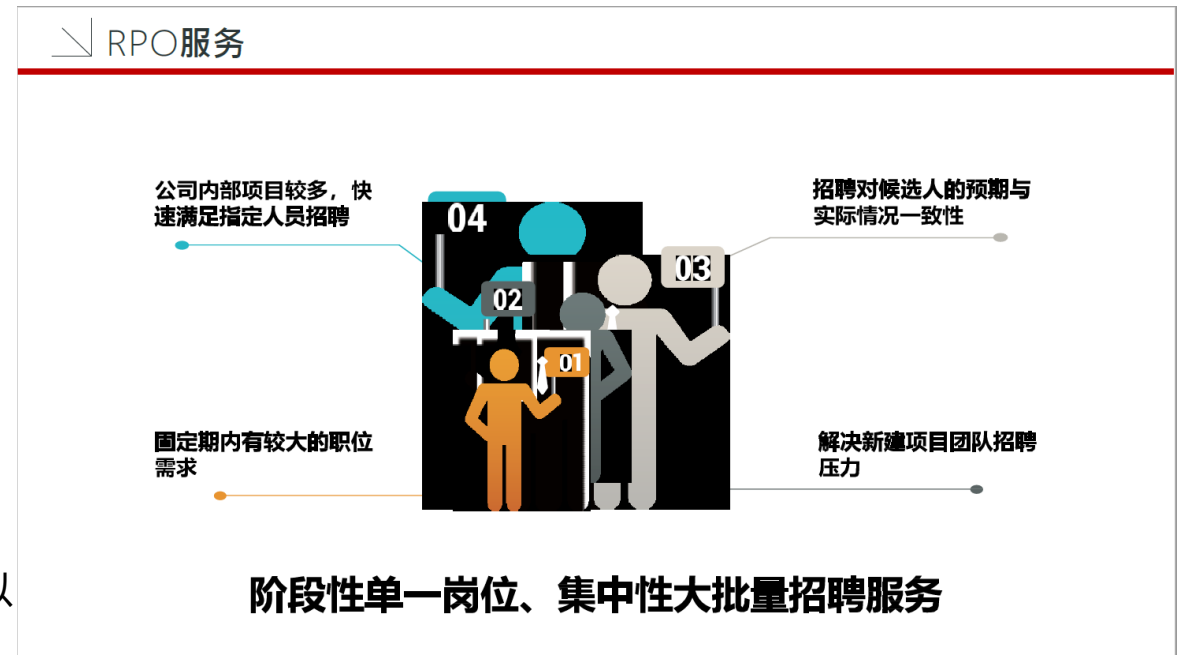 RPO服务
公司内部项目较多，快
速满足指定人员招聘
招聘对候选人的预期与
实际情况一致性
04
03
02
01
固定期内有较大的职位
需求
解决新建项目团队招聘
压力
阶段性单一岗位、集中性大批量招聘服务